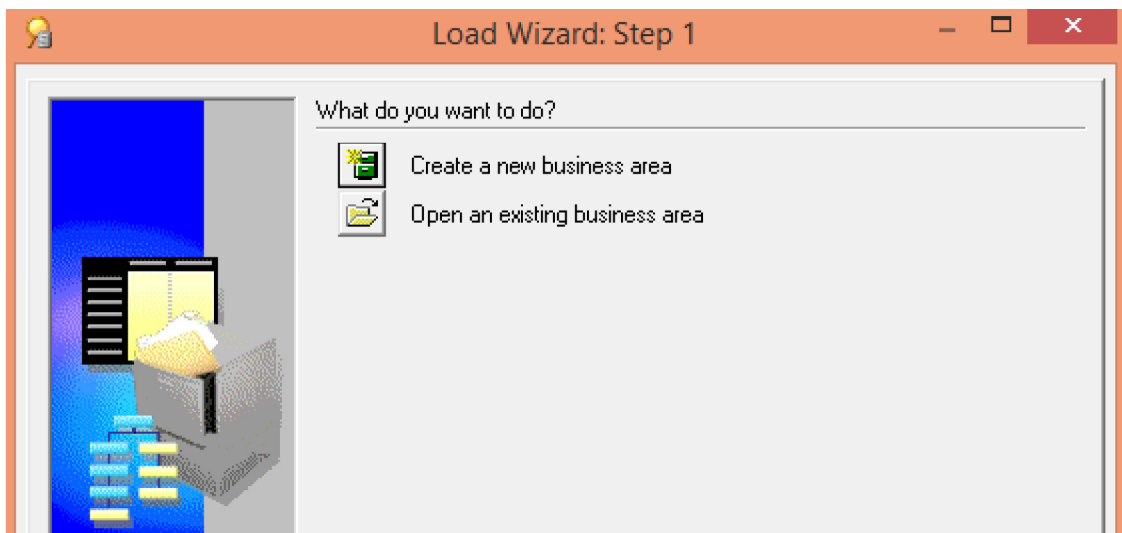 Load Wizard: Step 1
What do you want to do?
Create a new business area
Open an existing business area